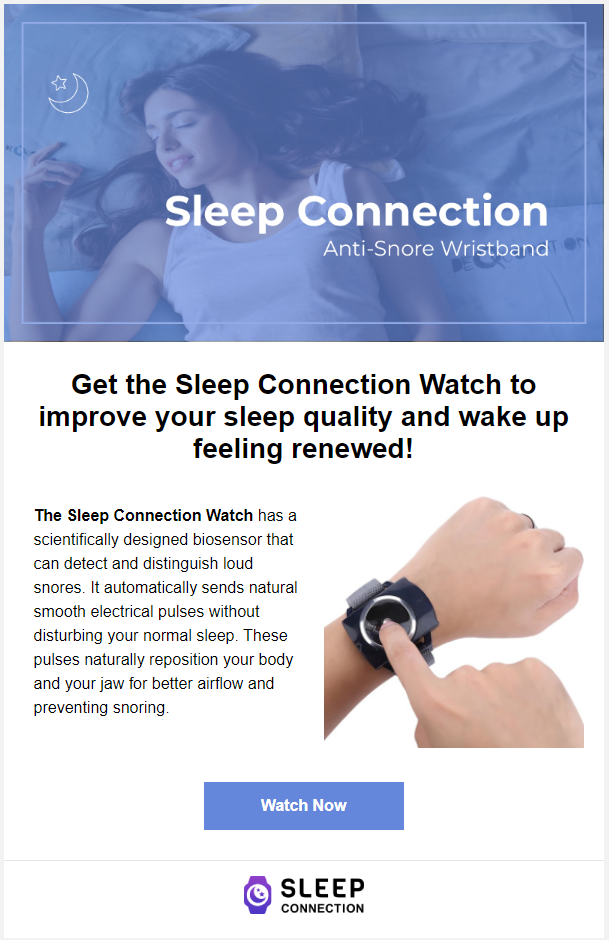 Sleep Connection
Anti-Snore Wristband
Get the Sleep Connection Watch to
improve your sleep quality and wake up
feeling renewed!
The Sleep Connection Watch has a
scientifically designed biosensor that
can detect and distinguish loud
snores. It automatically sends natural
smooth electrical pulses without
disturbing your normal sleep. These
pulses naturally reposition your body
and your jaw for better airflow and
preventing snoring.
Watch Now
SLEEP
CONNECTION